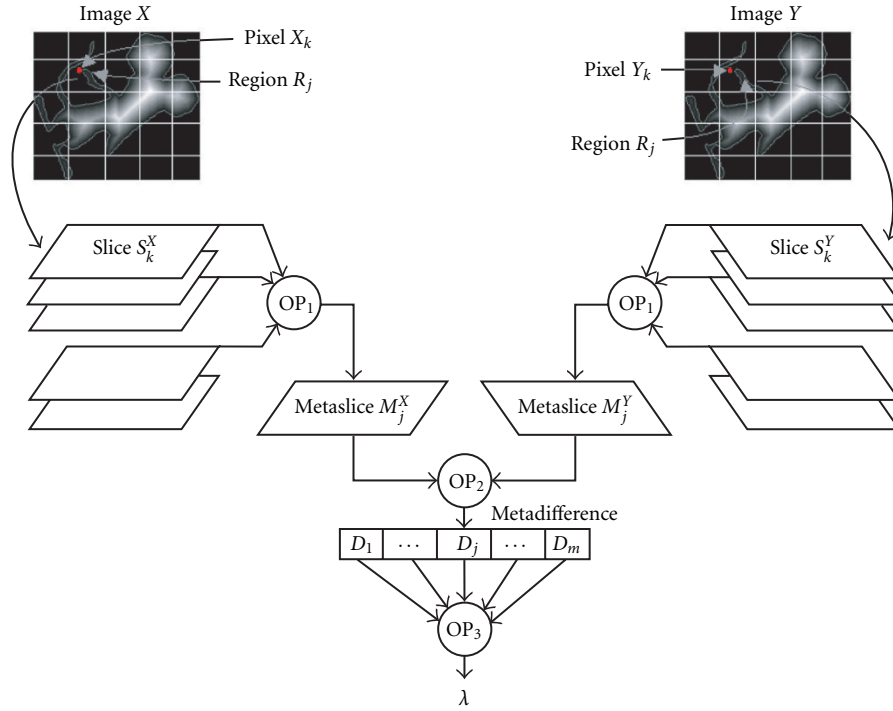 Image X
Image Y
Pixel X_k
Region R_j
Pixel Y_k
Region R_j
Slice S_k^X
Slice S_k^Y
OP_1
OP_1
Metaslice M_j^X
Metaslice M_j^Y
OP_2
Metadifference
D_1 ⋯ D_j ⋯ D_m
OP_3
λ